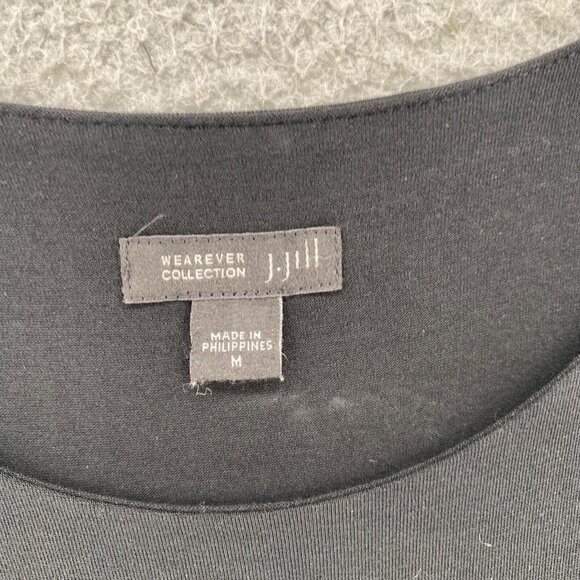 WEAREVER
COLLECTION
J.Jill
MADE IN
PHILIPPINES
M